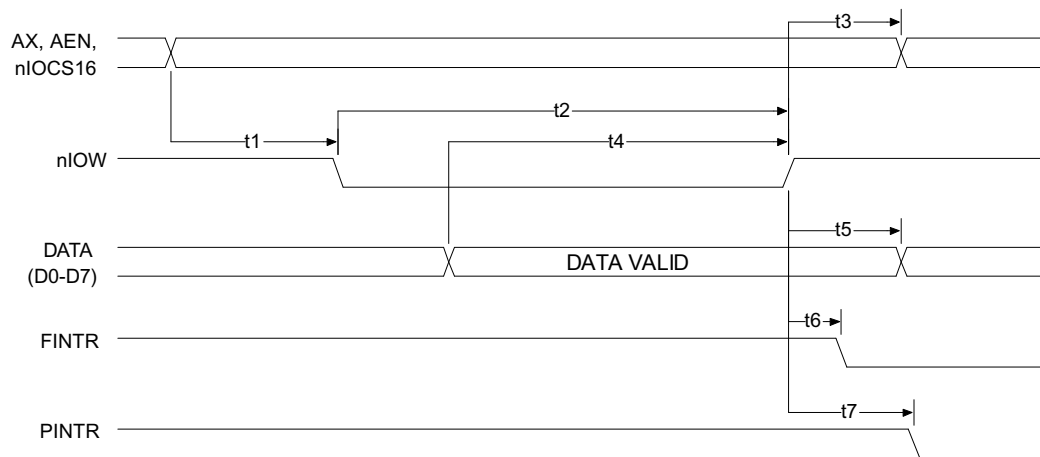 t3
AX, AEN,
nIOCS16
t2
t1
t4
nIOW
t5
DATA
(D0-D7)
DATA VALID
t6
FINTR
t7
PINTR